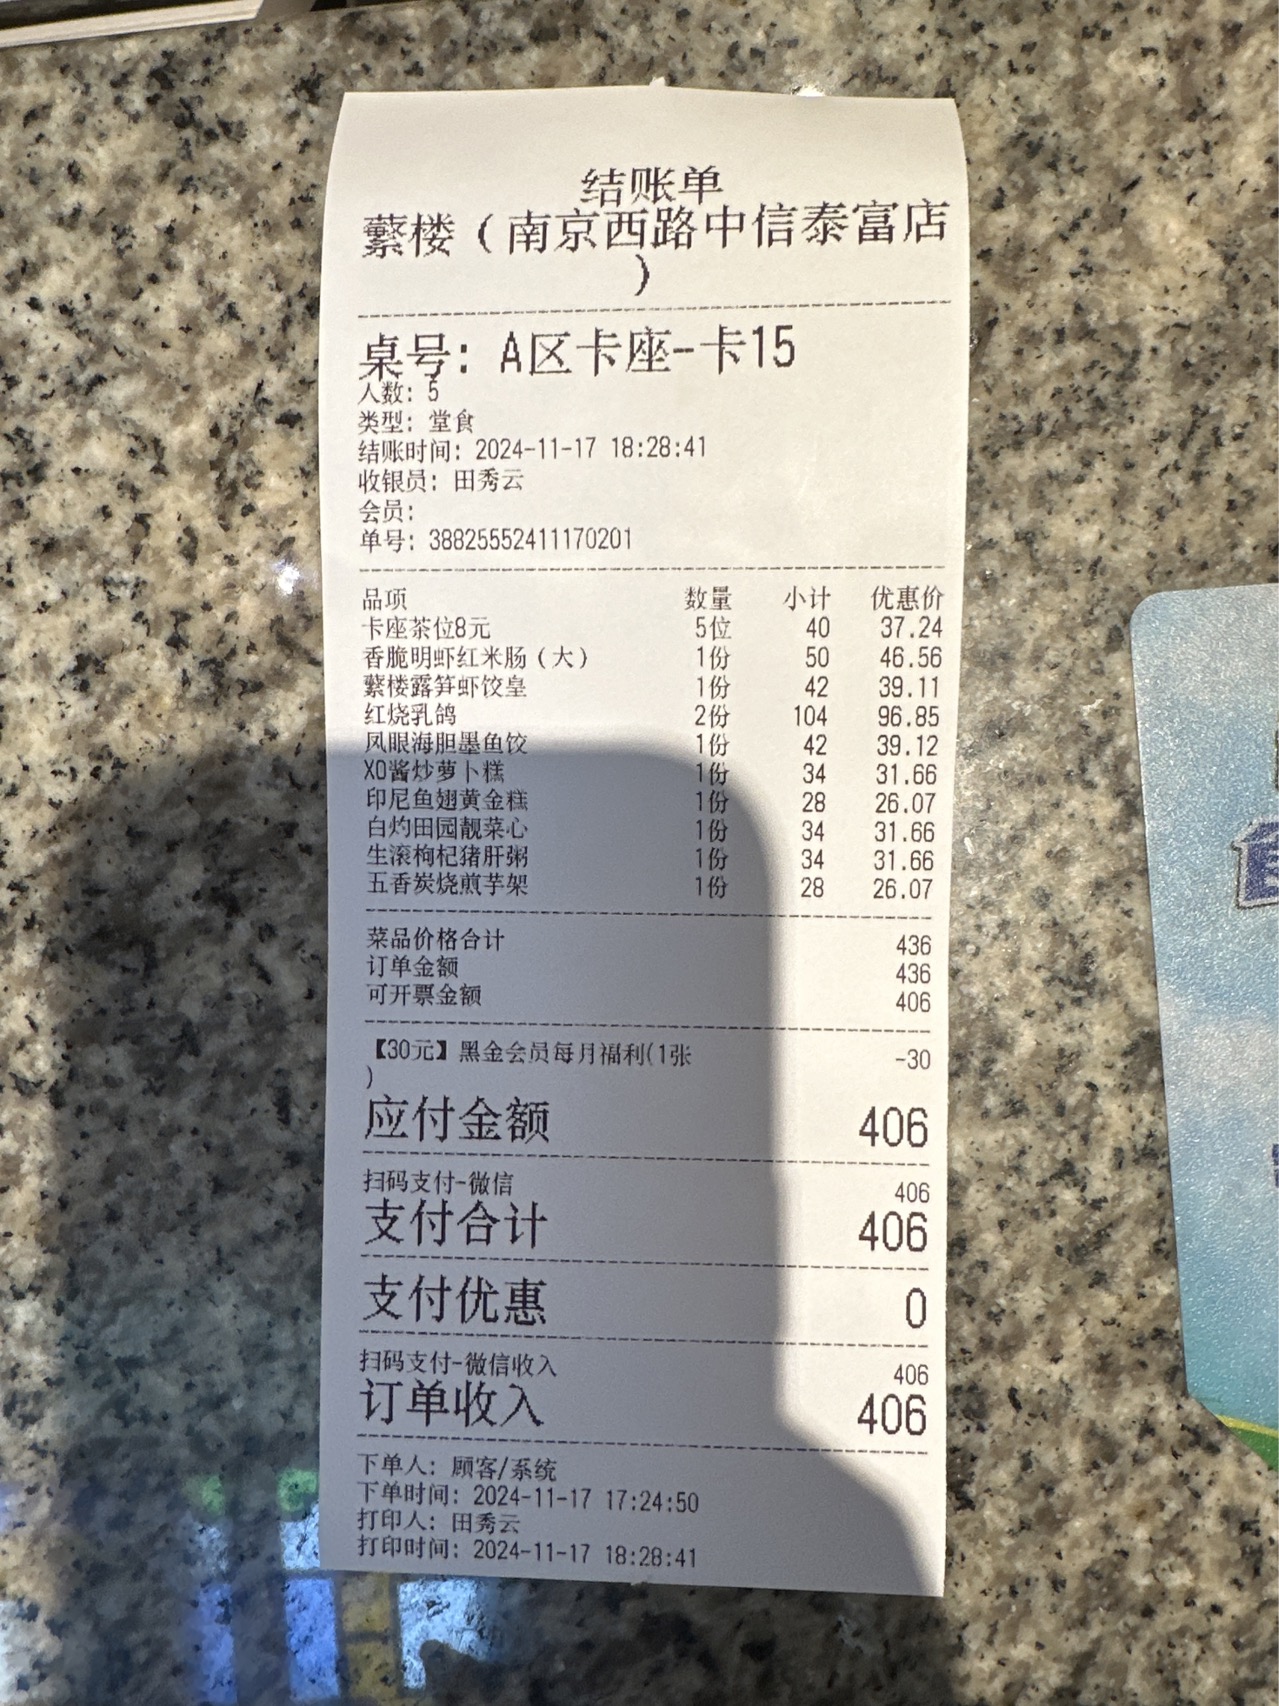 结账单
蘩楼（南京西路中信泰富店
）
桌号: A区卡座-卡15
人数: 5
类型: 堂食
结账时间: 2024-11-17 18:28:41
收银员: 田秀云
会员:
单号: 38825552411170201
品项 数量 小计 优惠价
卡座茶位8元 5位 40 37.24
香脆明虾红米肠（大） 1份 50 46.56
蘩楼露笋虾饺皇 1份 42 39.11
红烧乳鸽 2份 104 96.85
凤眼海胆墨鱼饺 1份 42 39.12
XO酱炒萝卜糕 1份 34 31.66
印尼鱼翅黄金糕 1份 28 26.07
白灼田园靓菜心 1份 34 31.66
生滚枸杞猪肝粥 1份 34 31.66
五香炭烧煎芋架 1份 28 26.07
菜品价格合计 436
订单金额 436
可开票金额 406
【30元】黑金会员每月福利(1张 -30
)
应付金额 406
扫码支付-微信 406
支付合计 406
支付优惠 0
扫码支付-微信收入 406
订单收入 406
下单人: 顾客/系统
下单时间: 2024-11-17 17:24:50
打印人: 田秀云
打印时间: 2024-11-17 18:28:41